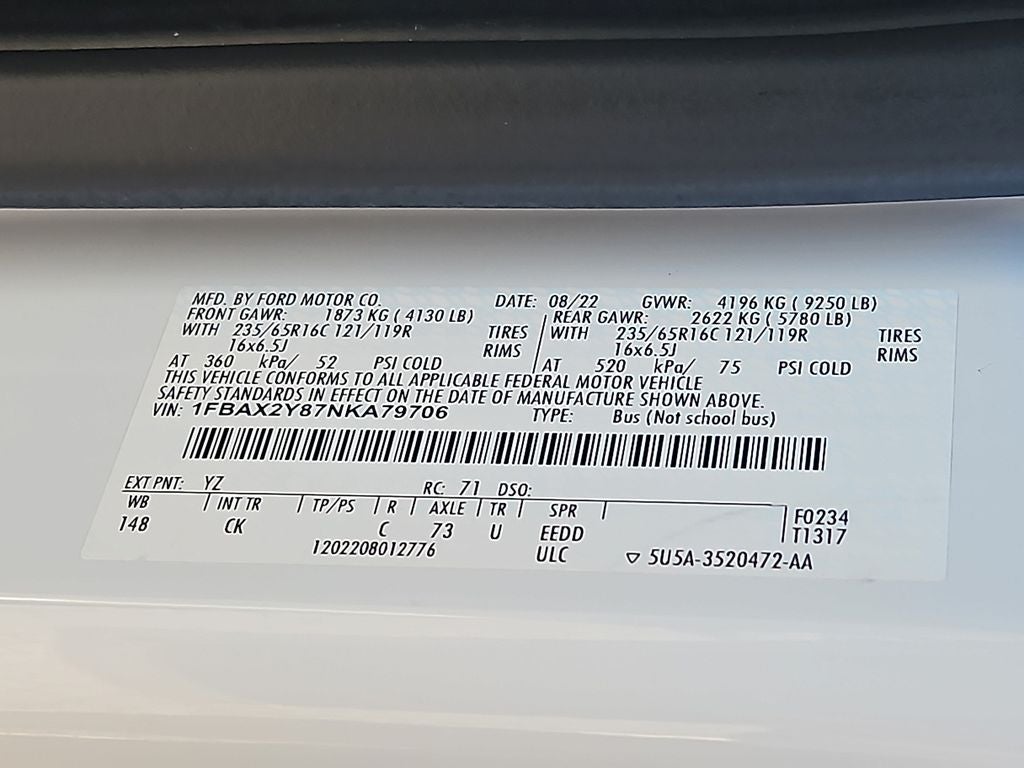 MFD. BY FORD MOTOR CO. DATE: 08/22 GVWR: 4196 KG ( 9250 LB)
FRONT GAWR: 1873 KG ( 4130 LB) REAR GAWR: 2622 KG ( 5780 LB)
WITH 235/65R16C 121/119R TIRES WITH 235/65R16C 121/119R TIRES
16x6.5J RIMS 16x6.5J RIMS
AT 360 kPa/ 52 PSI COLD AT 520 kPa/ 75 PSI COLD
THIS VEHICLE CONFORMS TO ALL APPLICABLE FEDERAL MOTOR VEHICLE
SAFETY STANDARDS IN EFFECT ON THE DATE OF MANUFACTURE SHOWN ABOVE.
VIN: 1FBAX2Y87NKA79706 TYPE: Bus (Not school bus)
EXT PNT: YZ RC: 71 DSO:
WB INT TR TP/PS R AXLE TR SPR F0234
148 CK C 73 U EEDD T1317
1202208012776 ULC ▽ 5U5A-3520472-AA